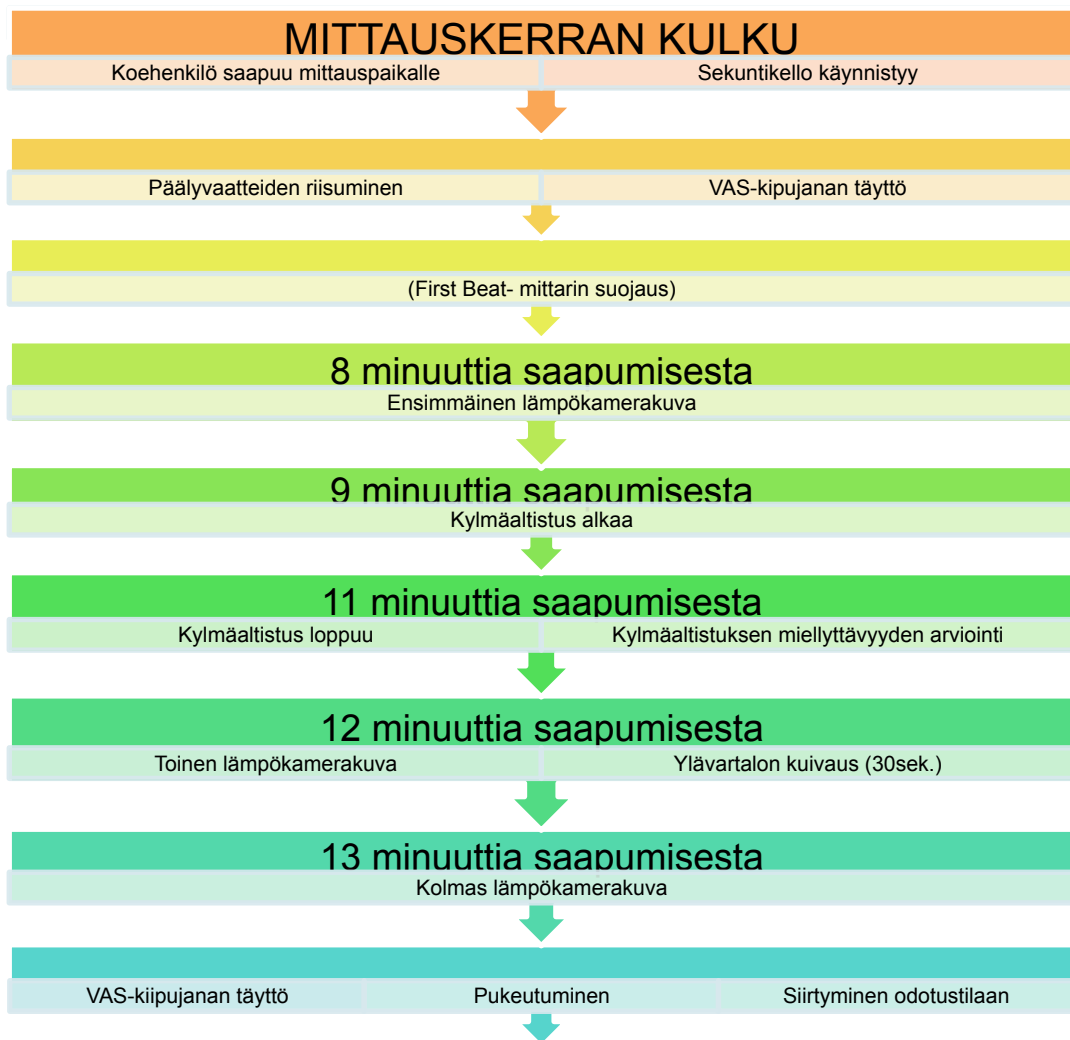 MITTAUSKERRAN KULKU
Koehenkilö saapuu mittauspaikalle
Sekuntikello käynnistyy
Päälyvaatteiden riisuminen
VAS-kipujanan täyttö
(First Beat- mittarin suojaus)
8 minuuttia saapumisesta
Ensimmäinen lämpökamerakuva
9 minuuttia saapumisesta
Kylmäaltistus alkaa
11 minuuttia saapumisesta
Kylmäaltistus loppuu
Kylmäaltistuksen miellyttävyyden arviointi
12 minuuttia saapumisesta
Toinen lämpökamerakuva
Ylävartalon kuivaus (30sek.)
13 minuuttia saapumisesta
Kolmas lämpökamerakuva
VAS-kiipujanan täyttö
Pukeutuminen
Siirtyminen odotustilaan